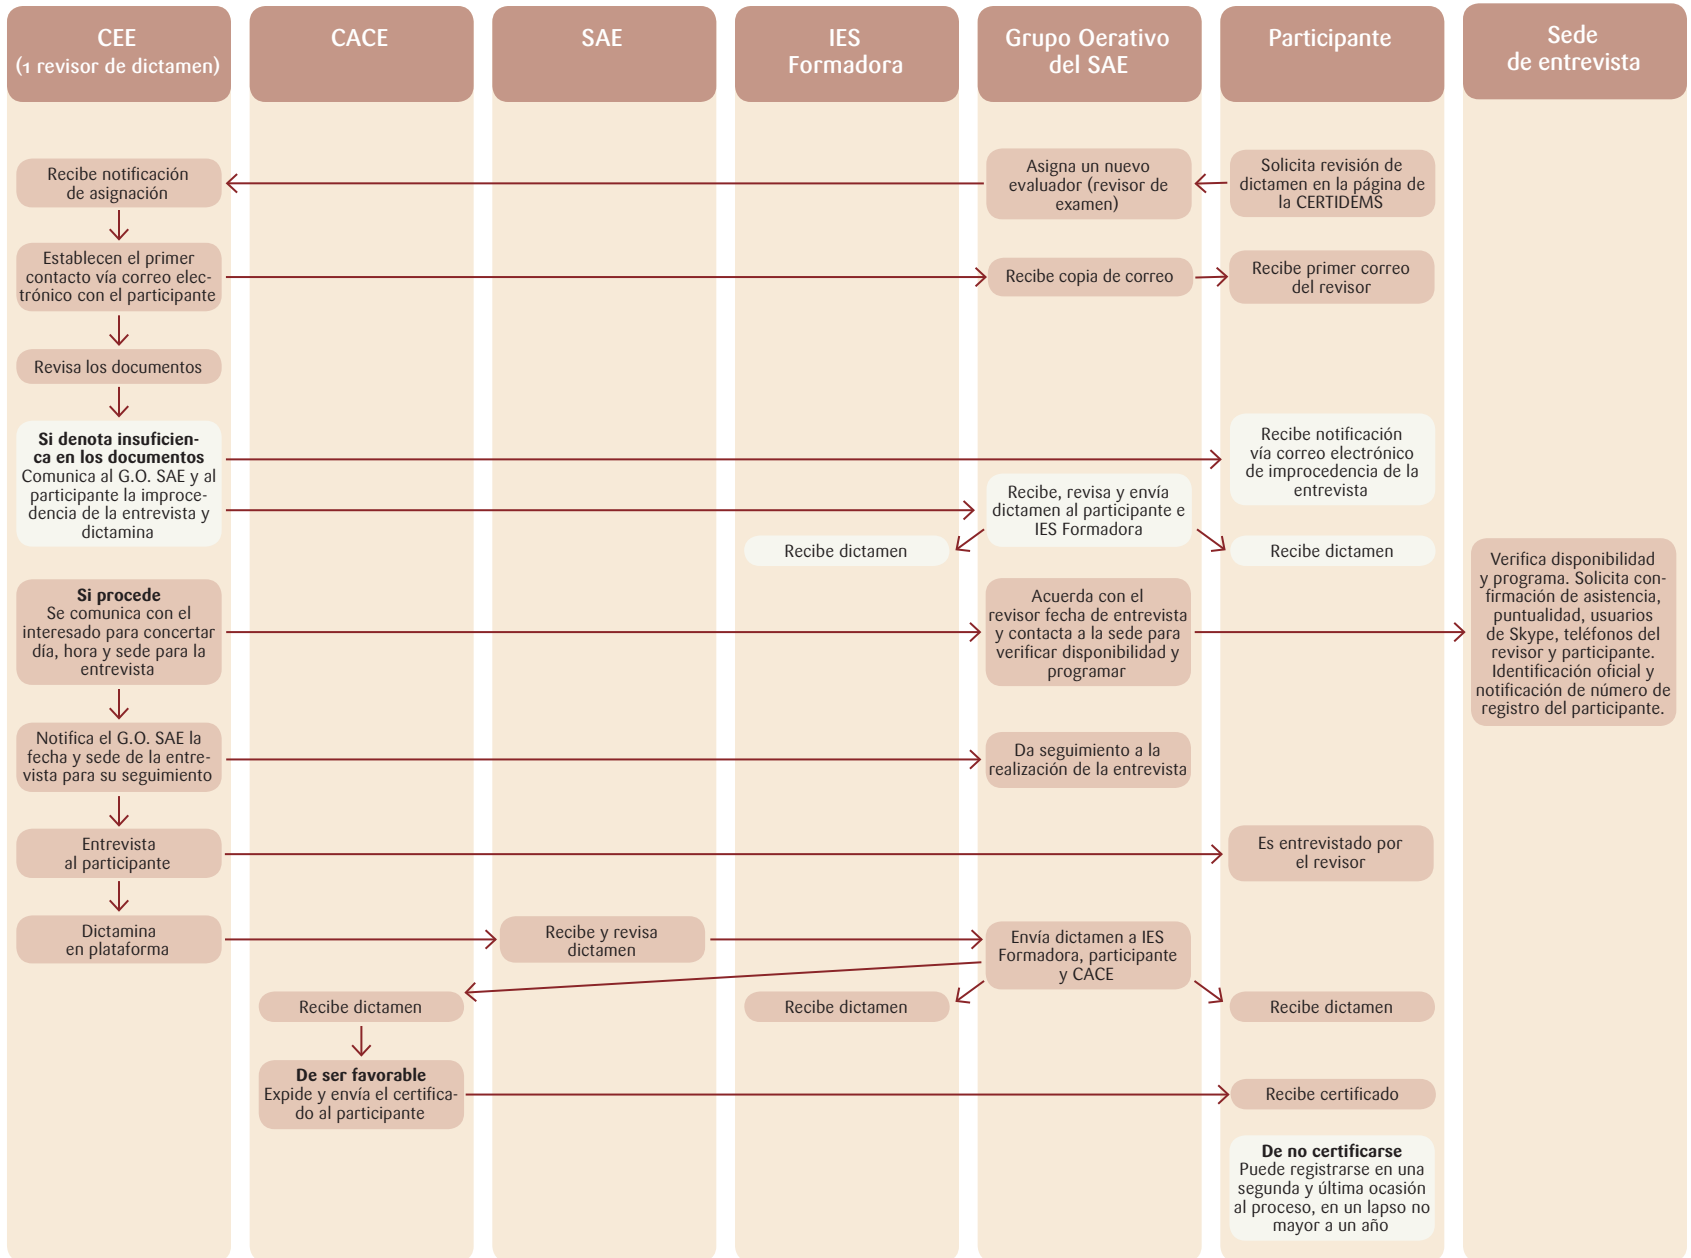 CEE
(1 revisor de dictamen)
CACE
SAE
IES
Formadora
Grupo Oerativo
del SAE
Participante
Sede
de entrevista
Recibe notificación
de asignación
Asigna un nuevo
evaluador (revisor de
examen)
Solicita revisión de
dictamen en la página de
la CERTIDEMS
Establecen el primer
contacto vía correo elec-
trónico con el participante
Recibe copia de correo
Recibe primer correo
del revisor
Revisa los documentos
Si denota insuficien-
ca en los documentos
Comunica al G.O. SAE y al
participante la improce-
dencia de la entrevista y
dictamina
Recibe notificación
vía correo electrónico
de improcedencia de la
entrevista
Recibe, revisa y envía
dictamen al participante e
IES Formadora
Recibe dictamen
Recibe dictamen
Si procede
Se comunica con el
interesado para concertar
día, hora y sede para la
entrevista
Acuerda con el
revisor fecha de entrevista
y contacta a la sede para
verificar disponibilidad y
programar
Verifica disponibilidad
y programa. Solicita con-
firmación de asistencia,
puntualidad, usuarios
de Skype, teléfonos del
revisor y participante.
Identificación oficial y
notificación de número de
registro del participante.
Notifica el G.O. SAE la
fecha y sede de la entre-
vista para su seguimiento
Da seguimiento a la
realización de la entrevista
Entrevista
al participante
Es entrevistado por
el revisor
Dictamina
en plataforma
Recibe y revisa
dictamen
Envía dictamen a IES
Formadora, participante
y CACE
Recibe dictamen
Recibe dictamen
Recibe dictamen
De ser favorable
Expide y envía el certifica-
do al participante
Recibe certificado
De no certificarse
Puede registrarse en una
segunda y última ocasión
al proceso, en un lapso no
mayor a un año